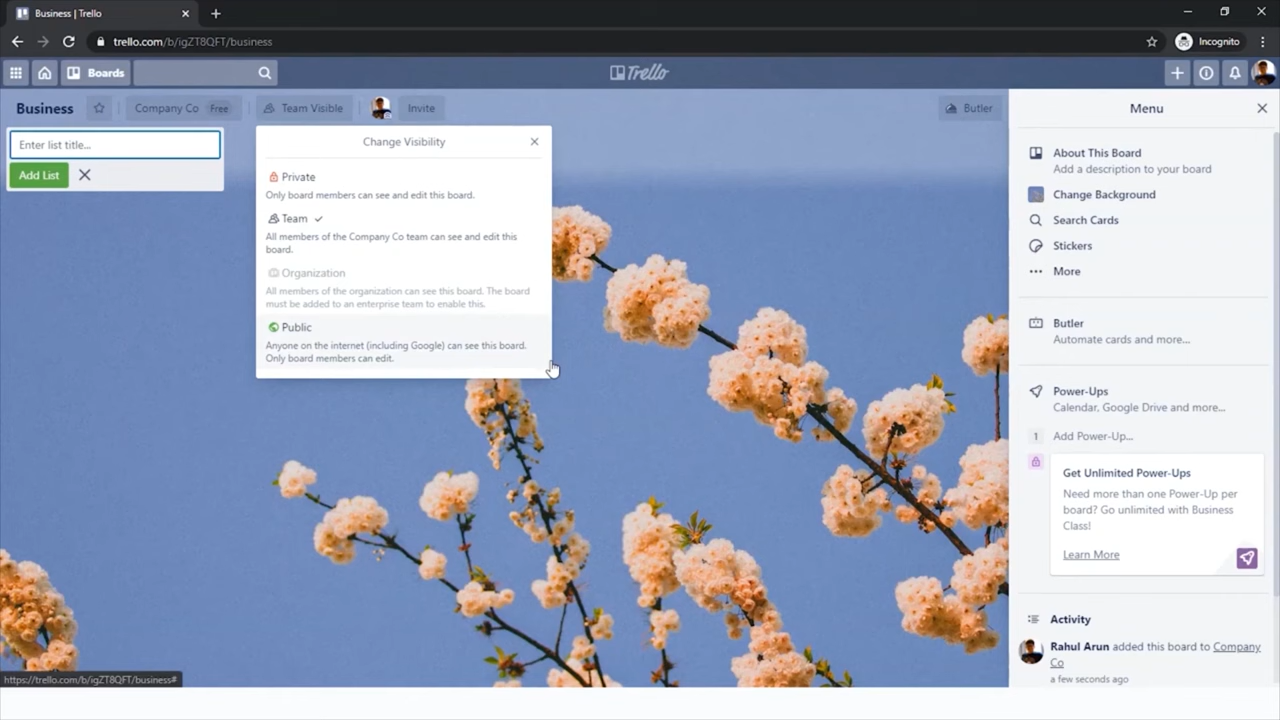 Business | Trello
trello.com/b/igZT8QFT/business
Incognito
Boards
Trello
Business
Company Co Free
Team Visible
Invite
Butler
Enter list title...
Add List
Change Visibility
Private
Only board members can see and edit this board.
Team
All members of the Company Co team can see and edit this
board.
Organization
All members of the organization can see this board. The board
must be added to an enterprise team to enable this.
Public
Anyone on the internet (including Google) can see this board.
Only board members can edit.
Menu
About This Board
Add a description to your board
Change Background
Search Cards
Stickers
More
Butler
Automate cards and more...
Power-Ups
Calendar, Google Drive and more...
1 Add Power-Up...
Get Unlimited Power-Ups
Need more than one Power-Up per
board? Go unlimited with Business
Class!
Learn More
Activity
Rahul Arun added this board to Company
Co
a few seconds ago
https://trello.com/b/igZT8QFT/business#